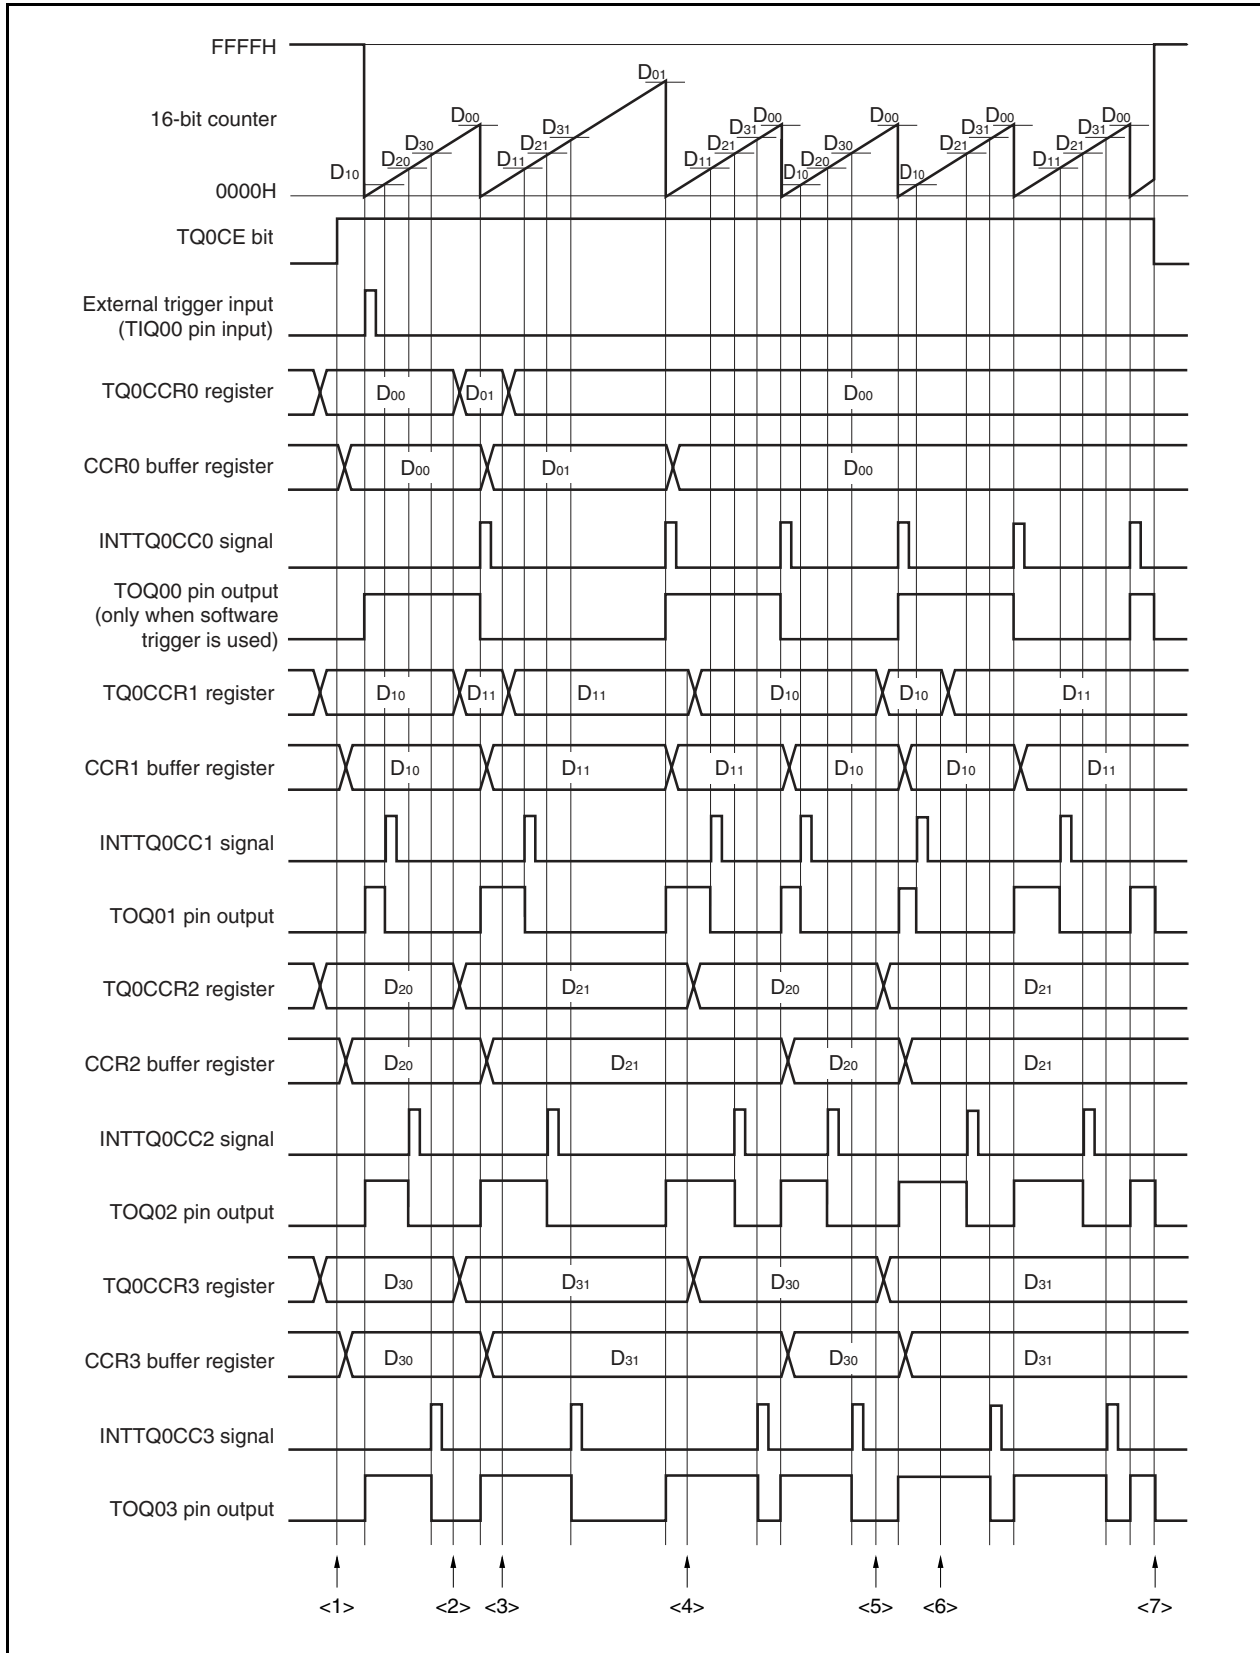 FFFFH
16-bit counter
0000H
D10 D20 D30 D00 D11 D21 D31 D01 D11 D21 D31 D00 D10 D20 D30 D00 D10 D21 D31 D00 D11 D21 D31 D00
TQ0CE bit
External trigger input
(TIQ00 pin input)
TQ0CCR0 register D00 D01 D00
CCR0 buffer register D00 D01 D00
INTTQ0CC0 signal
TOQ00 pin output
(only when software
trigger is used)
TQ0CCR1 register D10 D11 D11 D10 D10 D11
CCR1 buffer register D10 D11 D11 D10 D10 D11
INTTQ0CC1 signal
TOQ01 pin output
TQ0CCR2 register D20 D21 D20 D21
CCR2 buffer register D20 D21 D20 D21
INTTQ0CC2 signal
TOQ02 pin output
TQ0CCR3 register D30 D31 D30 D31
CCR3 buffer register D30 D31 D30 D31
INTTQ0CC3 signal
TOQ03 pin output
<1> <2> <3> <4> <5> <6> <7>